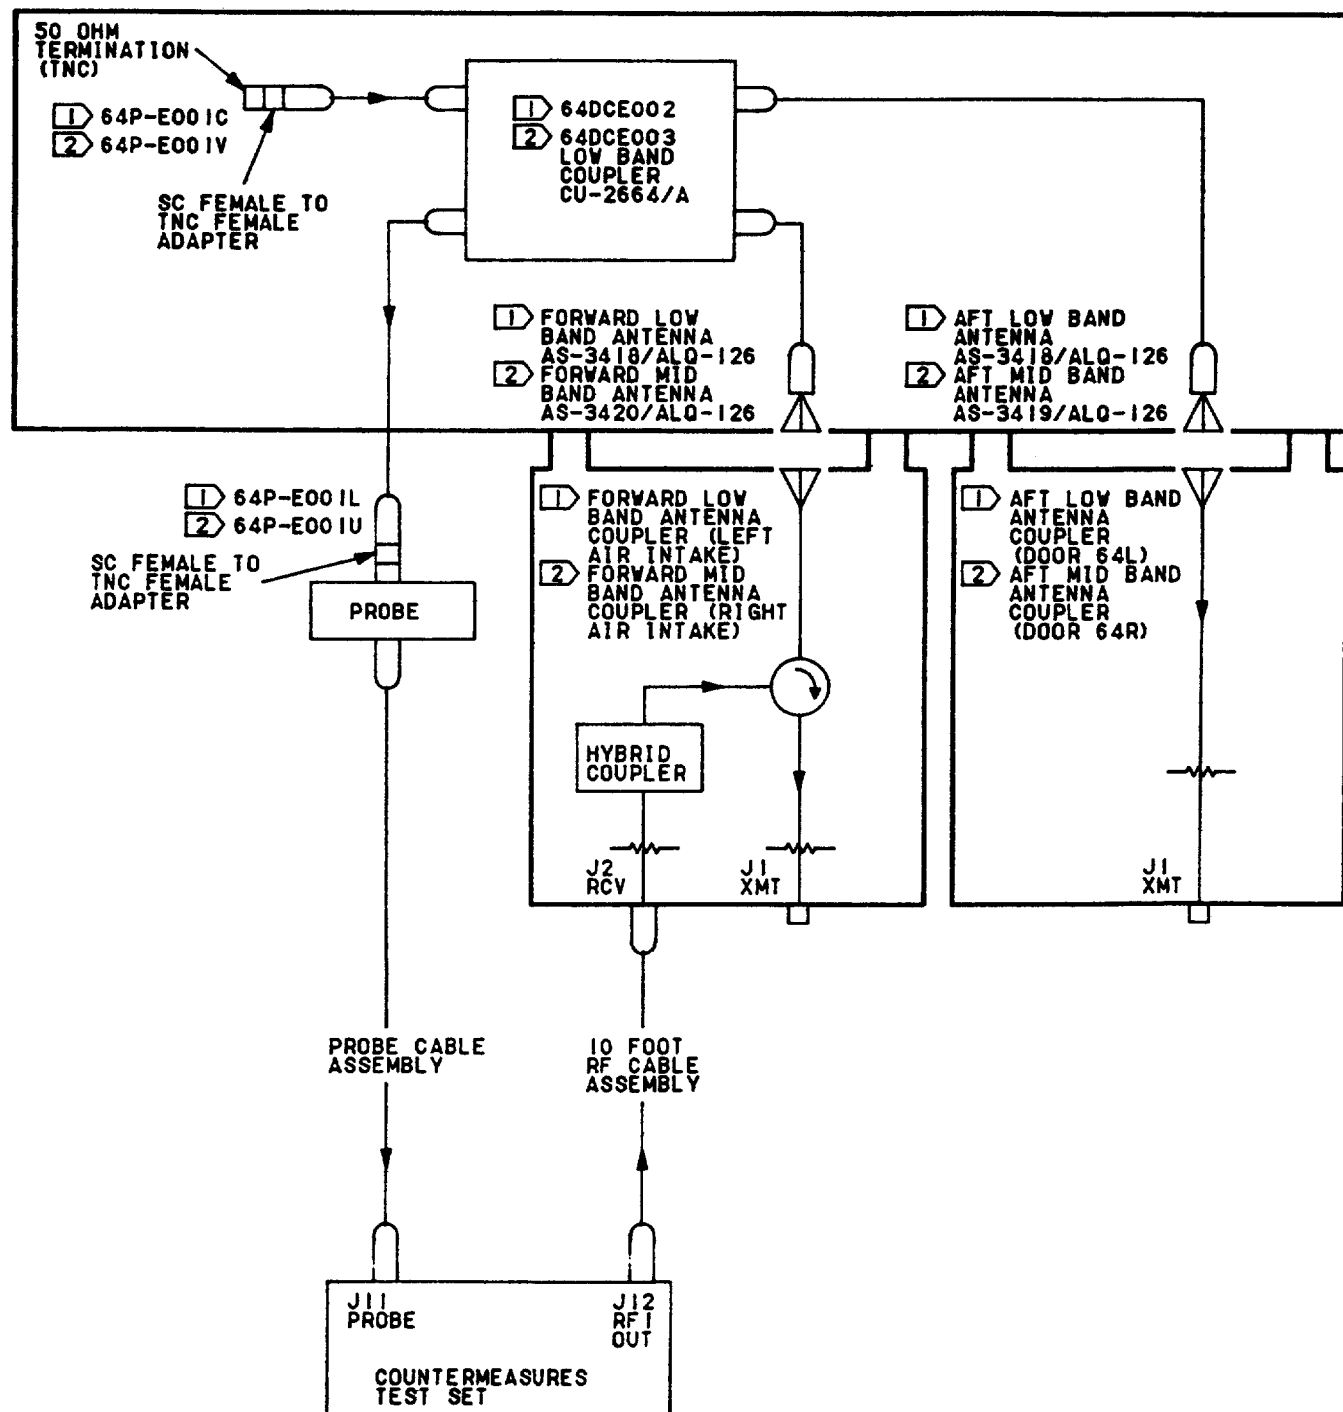 50 OHM
TERMINATION
(TNC)
1 64P-E001C
2 64P-E001V
SC FEMALE TO
TNC FEMALE
ADAPTER
1 64DCE002
2 64DCE003
LOW BAND
COUPLER
CU-2664/A
1 FORWARD LOW
BAND ANTENNA
AS-3418/ALQ-126
2 FORWARD MID
BAND ANTENNA
AS-3420/ALQ-126
1 AFT LOW BAND
ANTENNA
AS-3418/ALQ-126
2 AFT MID BAND
ANTENNA
AS-3419/ALQ-126
1 64P-E001L
2 64P-E001U
SC FEMALE TO
TNC FEMALE
ADAPTER
PROBE
1 FORWARD LOW
BAND ANTENNA
COUPLER (LEFT
AIR INTAKE)
2 FORWARD MID
BAND ANTENNA
COUPLER (RIGHT
AIR INTAKE)
1 AFT LOW BAND
ANTENNA
COUPLER
(DOOR 64L)
2 AFT MID BAND
ANTENNA
COUPLER
(DOOR 64R)
HYBRID
COUPLER
J2
RCV
J1
XMT
J1
XMT
PROBE CABLE
ASSEMBLY
10 FOOT
RF CABLE
ASSEMBLY
J11
PROBE
J12
RF1
OUT
COUNTERMEASURES
TEST SET